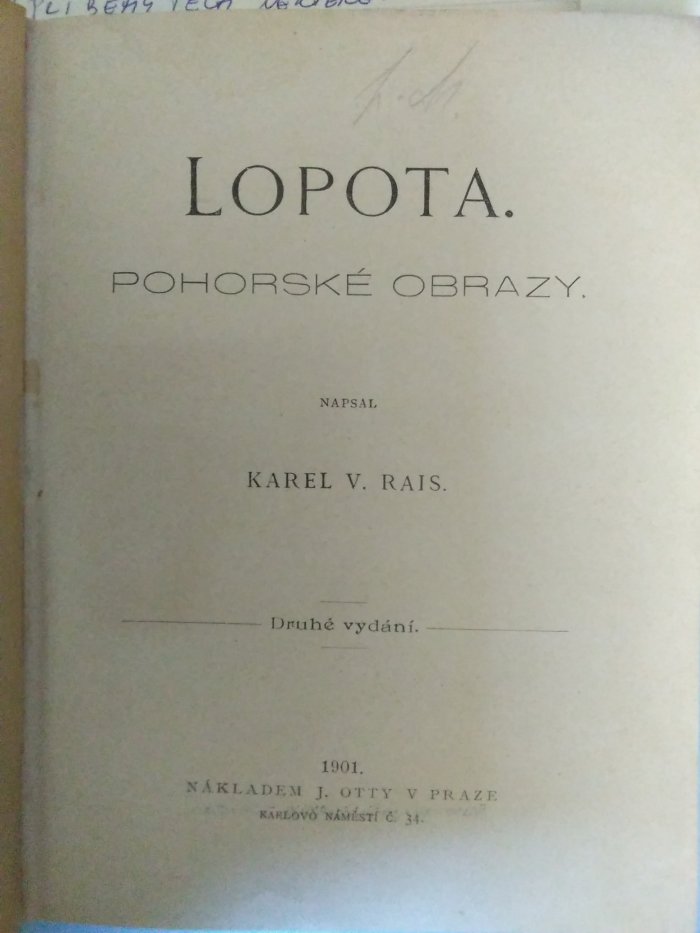 LOPOTA.
POHORSKÉ OBRAZY.
NAPSAL
KAREL V. RAIS.
Druhé vydání.
1901.
NÁKLADEM J. OTTY V PRAZE
KARLOVO NÁMĚSTÍ Č. 34.